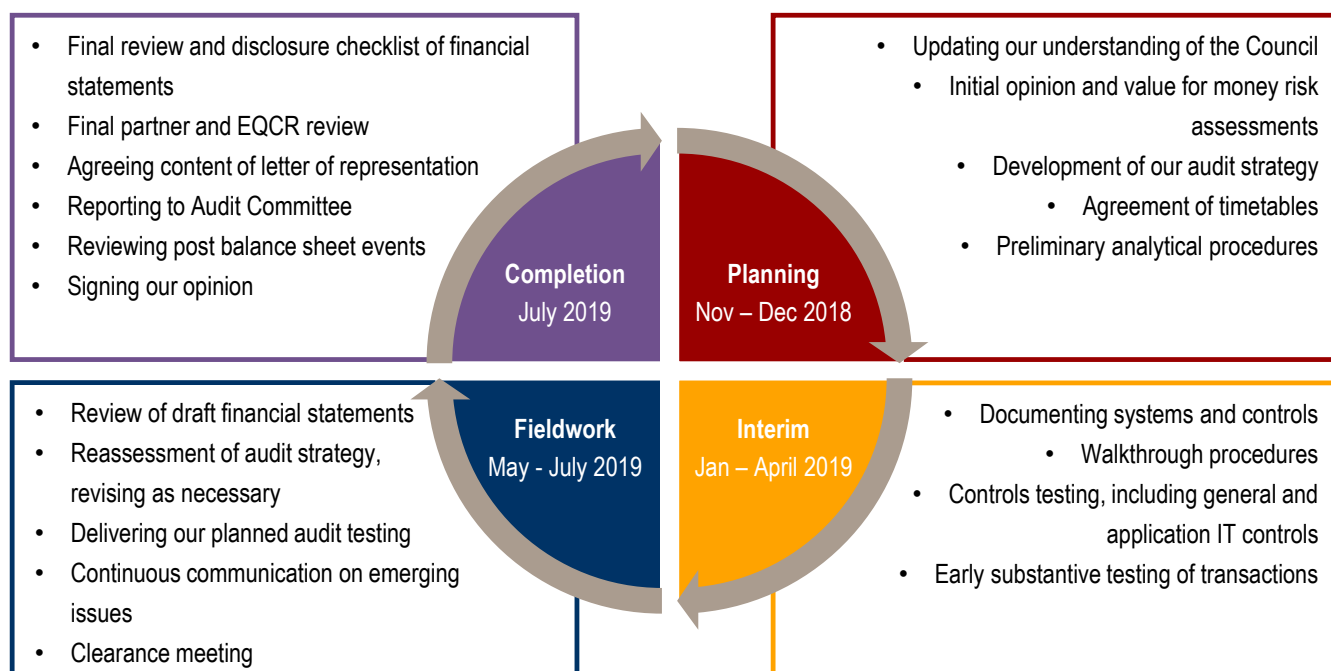 • Final review and disclosure checklist of financial
statements
• Final partner and EQCR review
• Agreeing content of letter of representation
• Reporting to Audit Committee
• Reviewing post balance sheet events
• Signing our opinion
Completion
July 2019
• Updating our understanding of the Council
• Initial opinion and value for money risk
assessments
• Development of our audit strategy
• Agreement of timetables
• Preliminary analytical procedures
Planning
Nov – Dec 2018
• Review of draft financial statements
• Reassessment of audit strategy,
revising as necessary
• Delivering our planned audit testing
• Continuous communication on emerging
issues
• Clearance meeting
Fieldwork
May - July 2019
Interim
Jan – April 2019
• Documenting systems and controls
• Walkthrough procedures
• Controls testing, including general and
application IT controls
• Early substantive testing of transactions